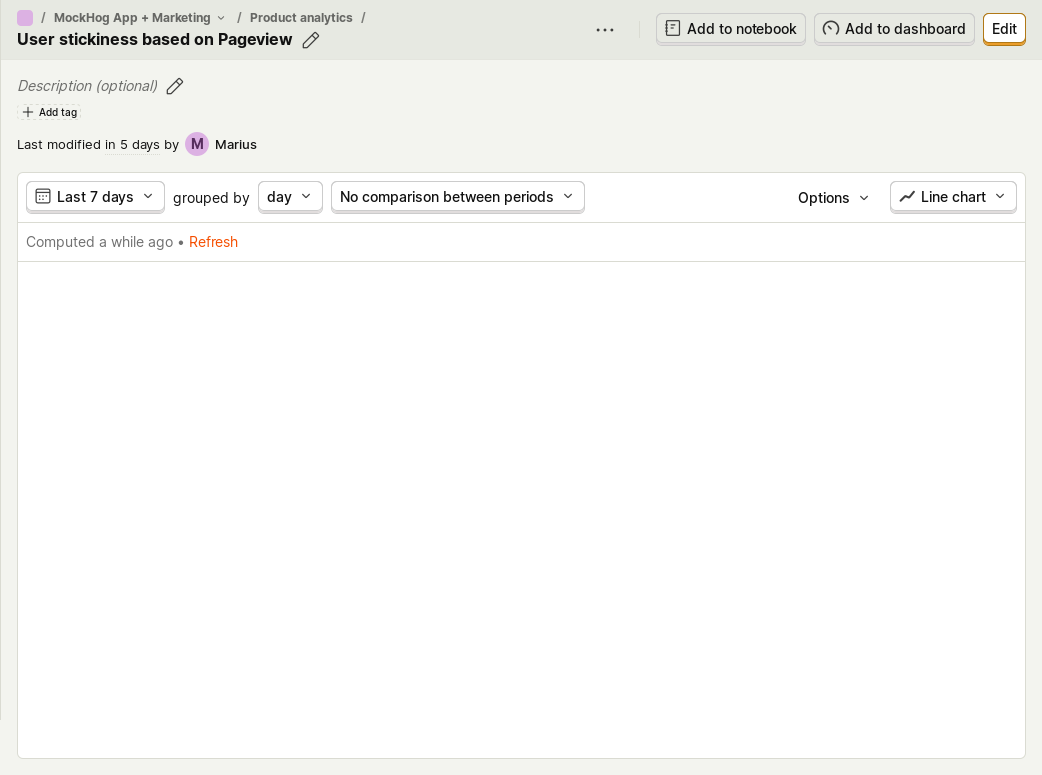 / MockHog App + Marketing / Product analytics /
User stickiness based on Pageview
Add to notebook
Add to dashboard
Edit
Description (optional)
Add tag
Last modified in 5 days by M Marius
Last 7 days grouped by day No comparison between periods Options Line chart
Computed a while ago • Refresh